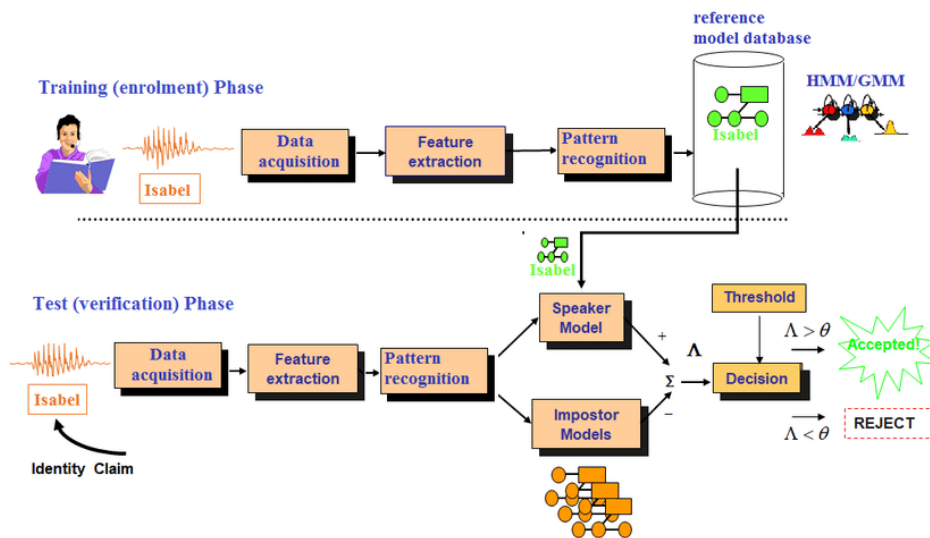 reference
model database
Training (enrolment) Phase
HMM/GMM
Isabel
Data
acquisition
Feature
extraction
Pattern
recognition
Isabel
Isabel
Test (verification) Phase
Speaker
Model
Threshold
Isabel
Data
acquisition
Feature
extraction
Pattern
recognition
+
Λ
Σ
−
Decision
Λ > θ
Accepted!
Impostor
Models
Λ < θ
REJECT
Identity Claim